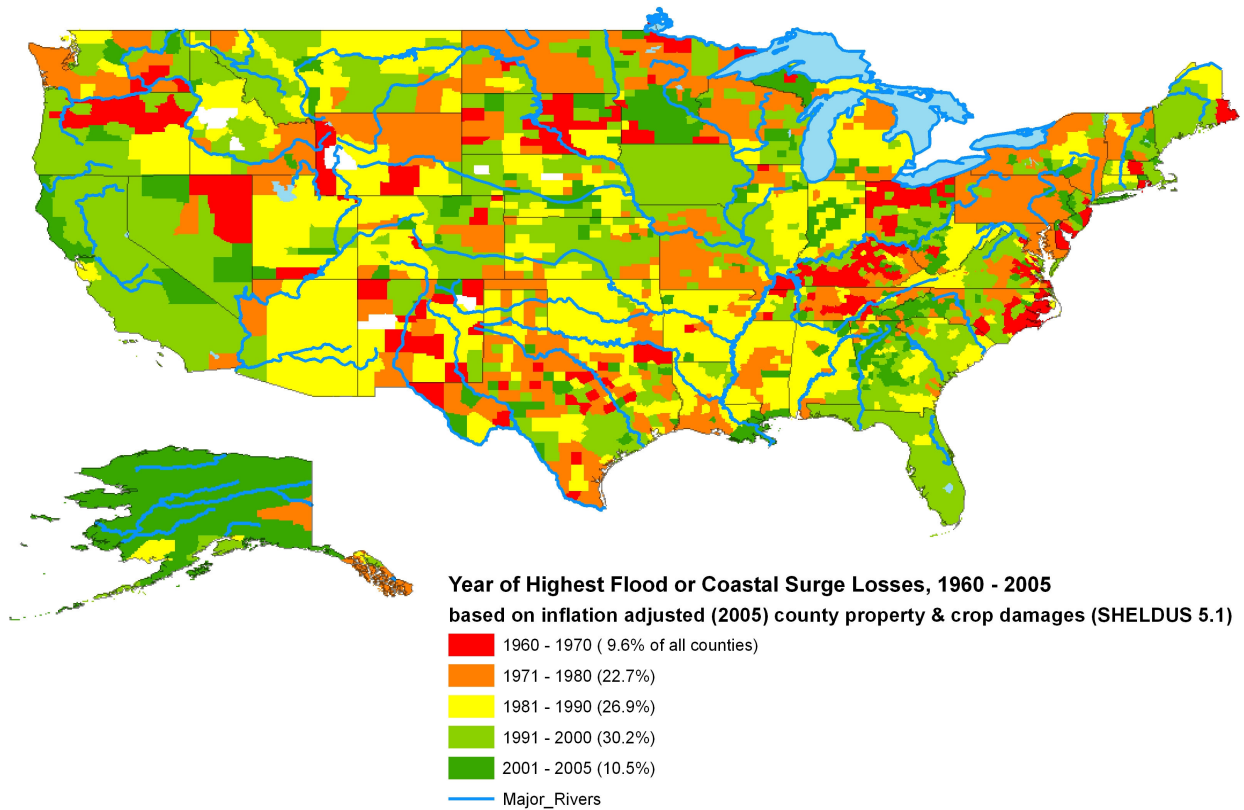 Year of Highest Flood or Coastal Surge Losses, 1960 - 2005
based on inflation adjusted (2005) county property & crop damages (SHELDUS 5.1)
1960 - 1970 ( 9.6% of all counties)
1971 - 1980 (22.7%)
1981 - 1990 (26.9%)
1991 - 2000 (30.2%)
2001 - 2005 (10.5%)
Major_Rivers